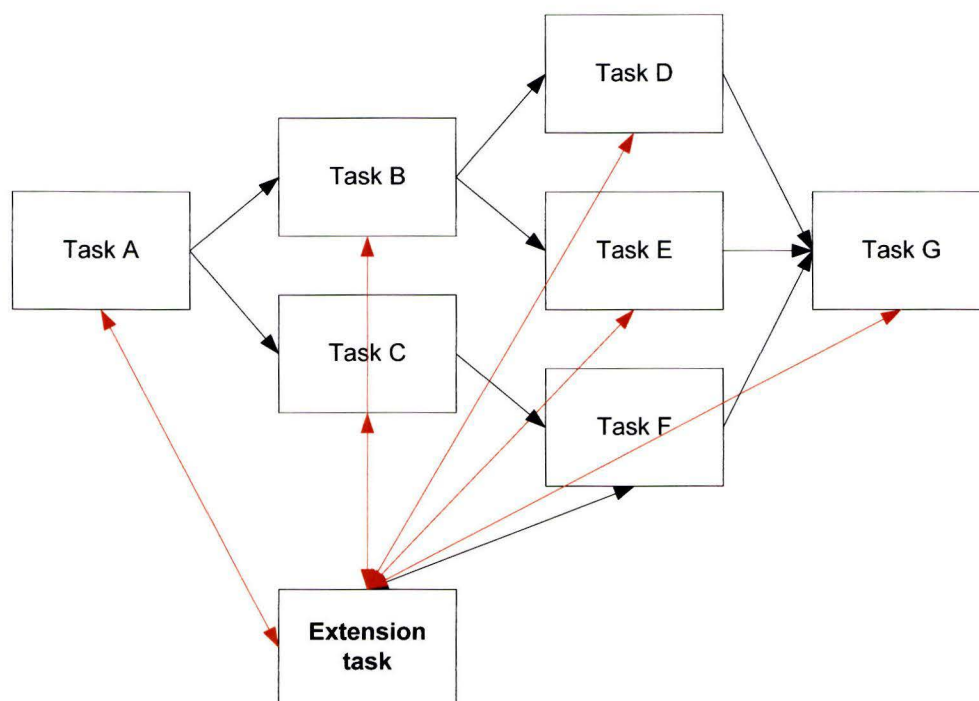 Task D
Task B
Task A
Task E
Task G
Task C
Task F
Extension
task